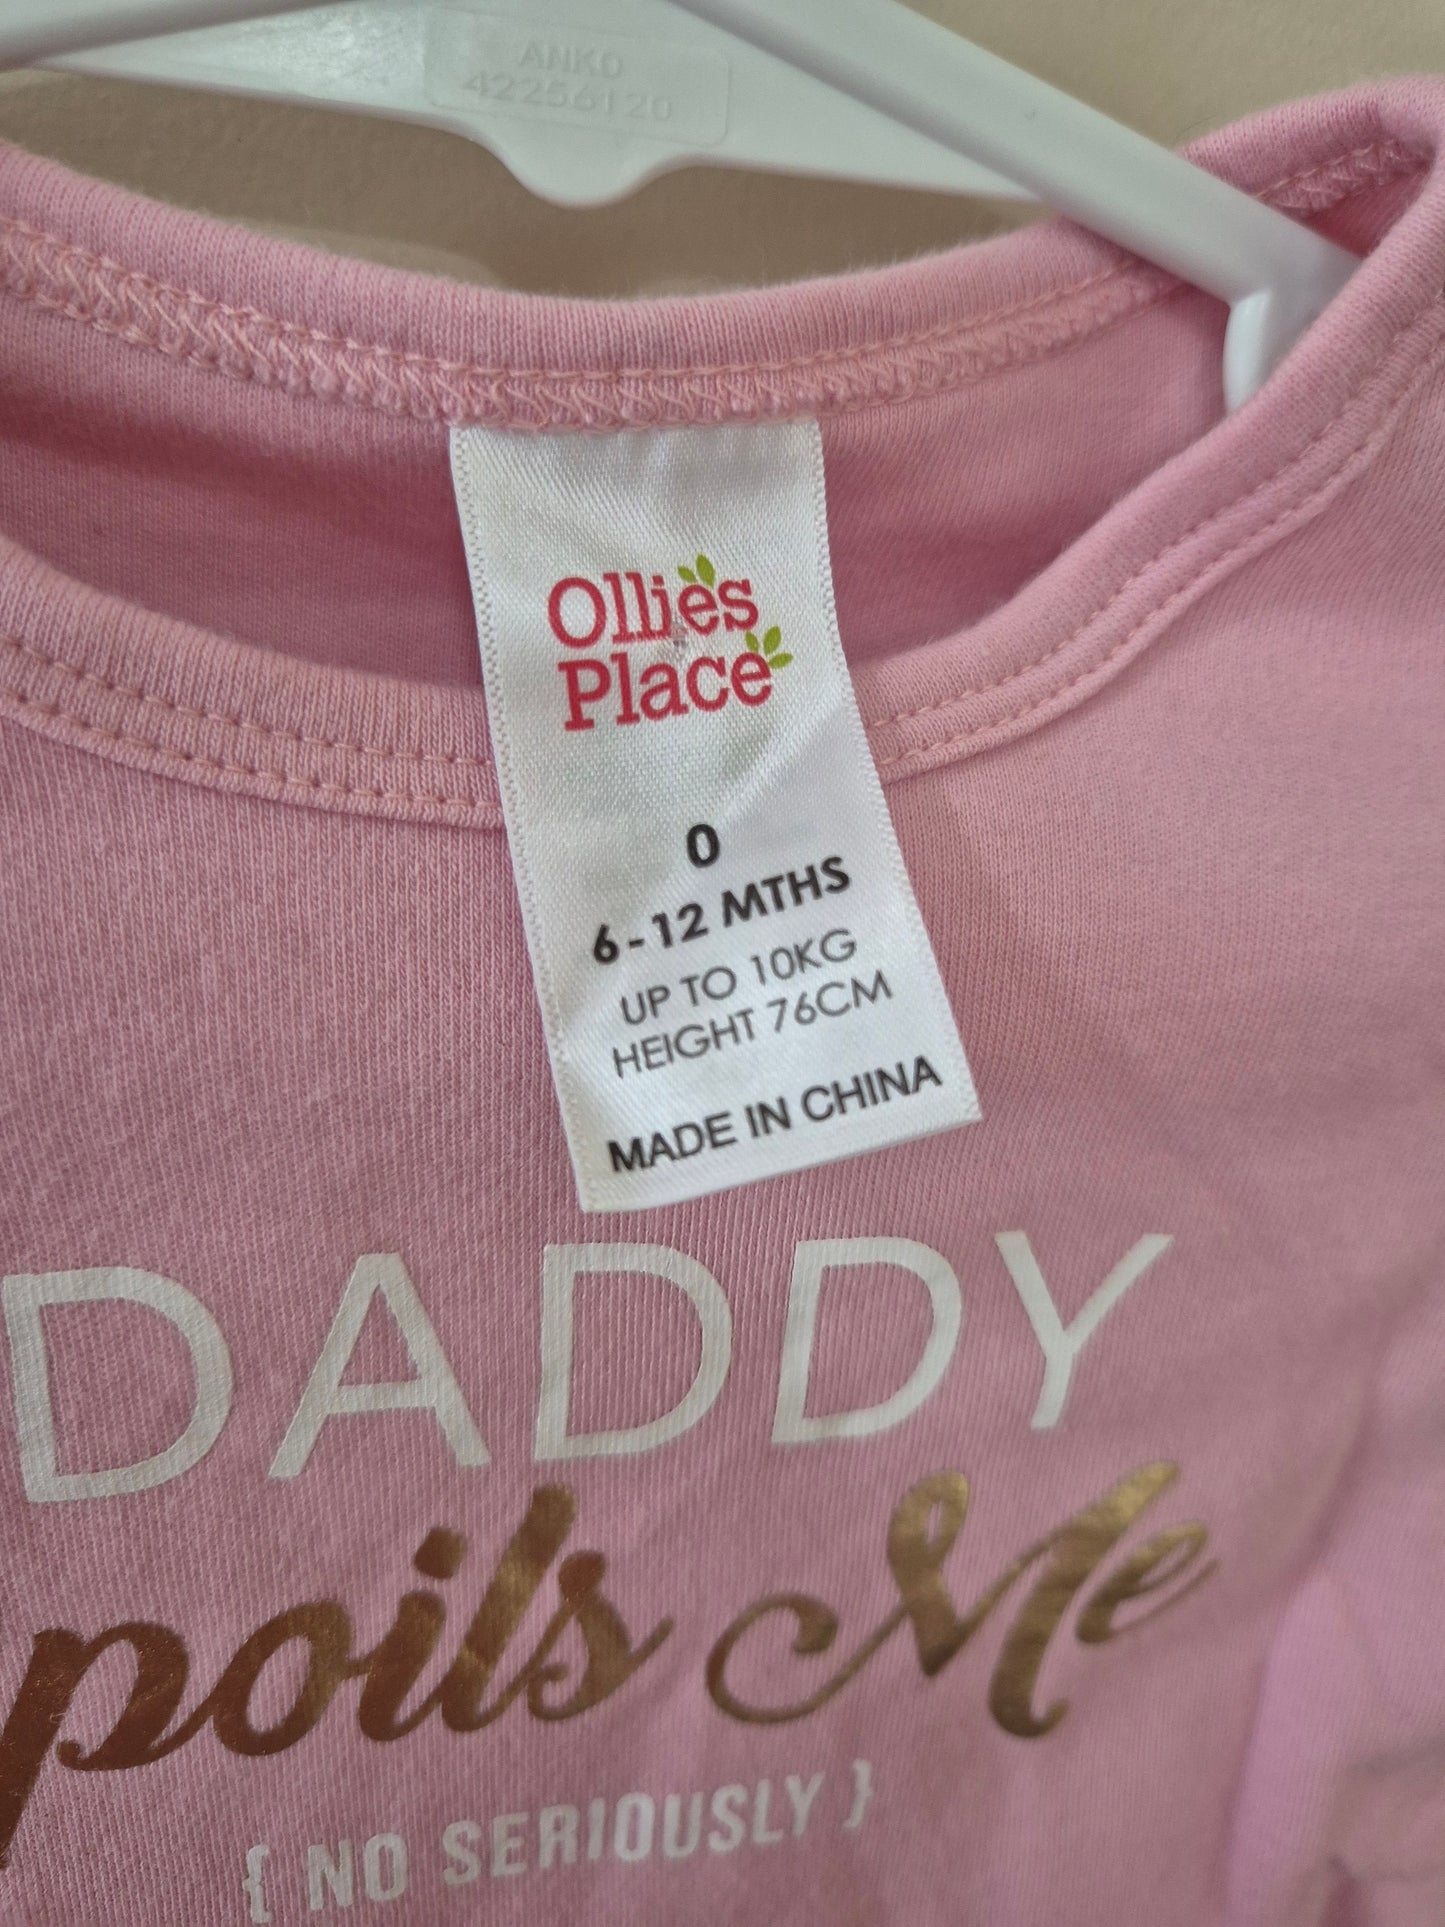 ANKO
42256120
Ollie's
Place
0
6-12 MTHS
UP TO 10KG
HEIGHT 76CM
MADE IN CHINA
DADDY
spoils Me
{ NO SERIOUSLY }